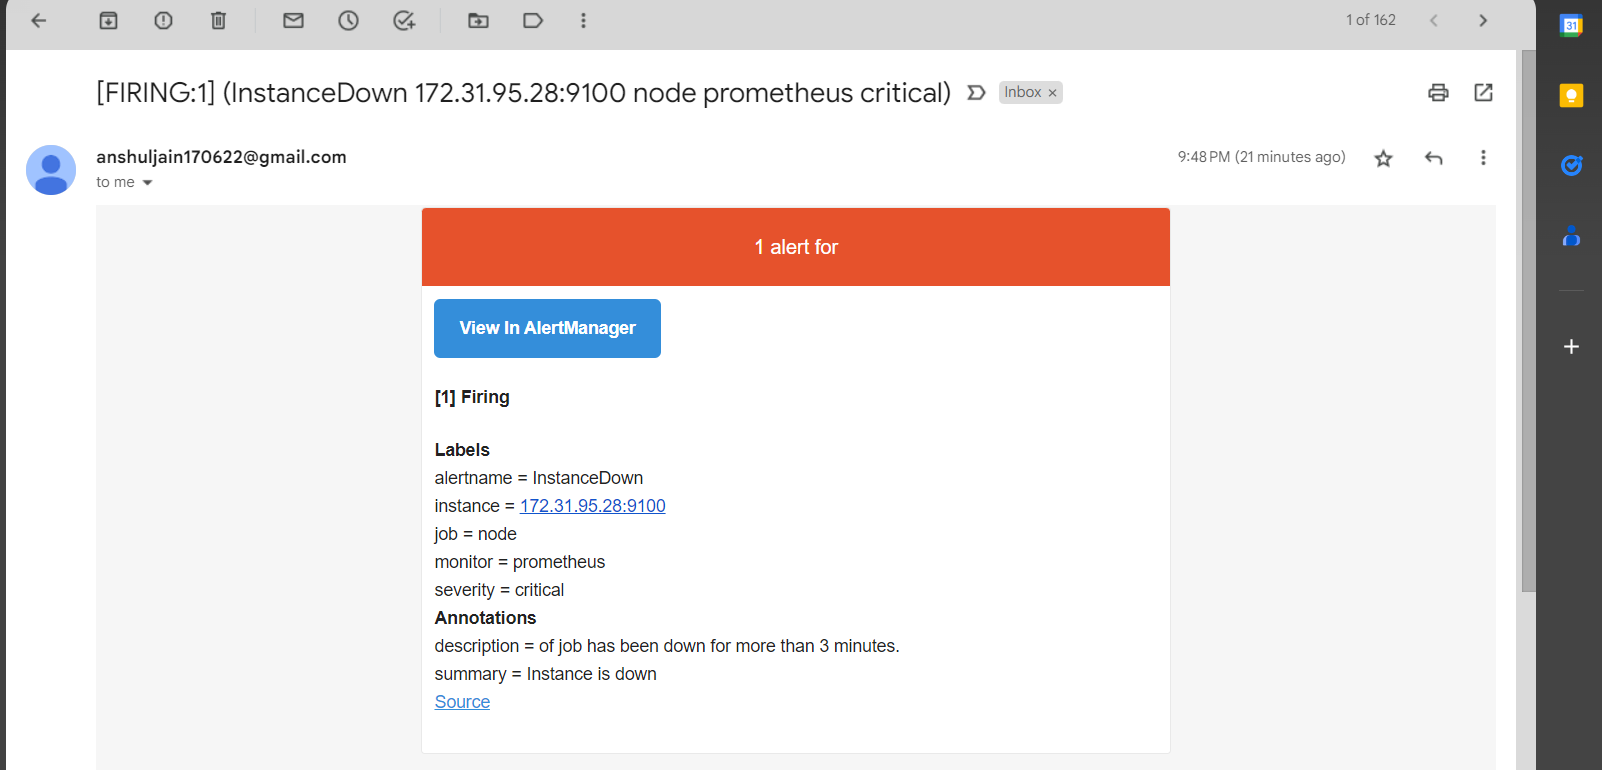 1 of 162
31
[FIRING:1] (InstanceDown 172.31.95.28:9100 node prometheus critical)
Inbox ×
anshuljain170622@gmail.com
9:48 PM (21 minutes ago)
to me
1 alert for
View In AlertManager
[1] Firing
Labels
alertname = InstanceDown
instance = 172.31.95.28:9100
job = node
monitor = prometheus
severity = critical
Annotations
description = of job has been down for more than 3 minutes.
summary = Instance is down
Source